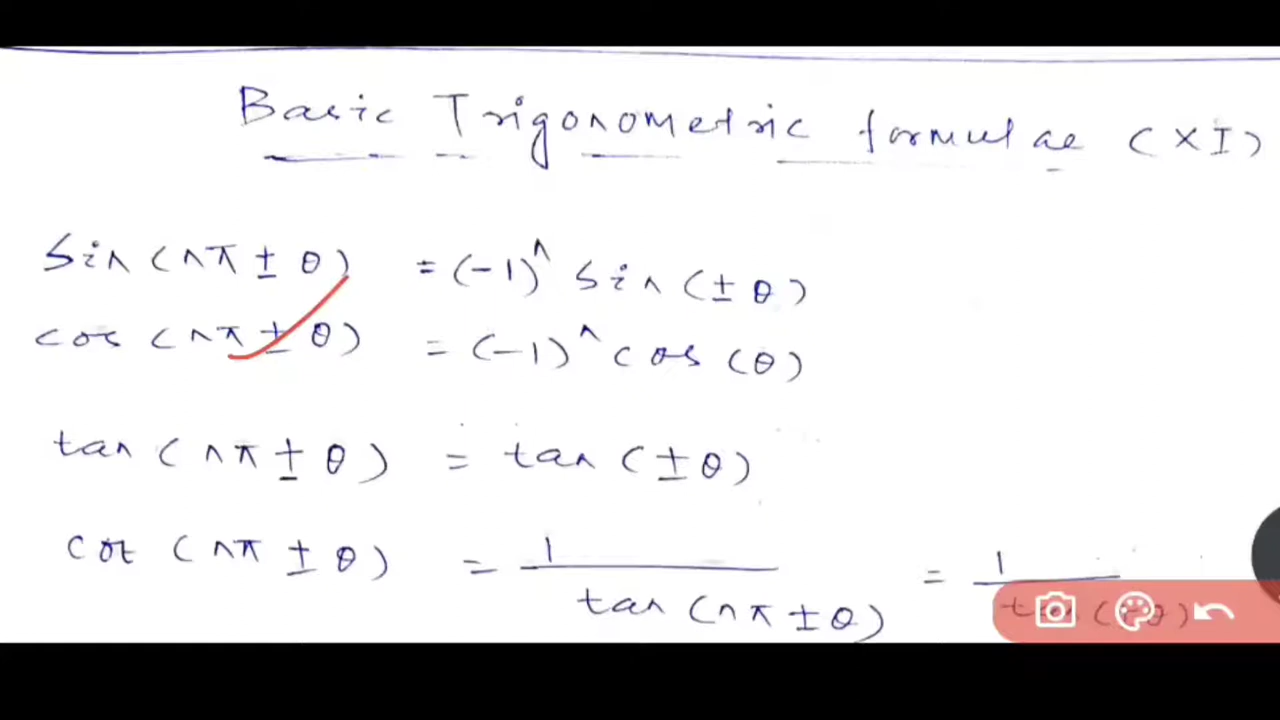 Basic Trigonometric formulae (XI)
sin(nπ ± θ) = (-1)ⁿ sin(±θ)
cos(nπ ± θ) = (-1)ⁿ cos(θ)
tan(nπ ± θ) = tan(±θ)
cot(nπ ± θ) = 1/tan(nπ ± θ) = 1/tan(±θ)